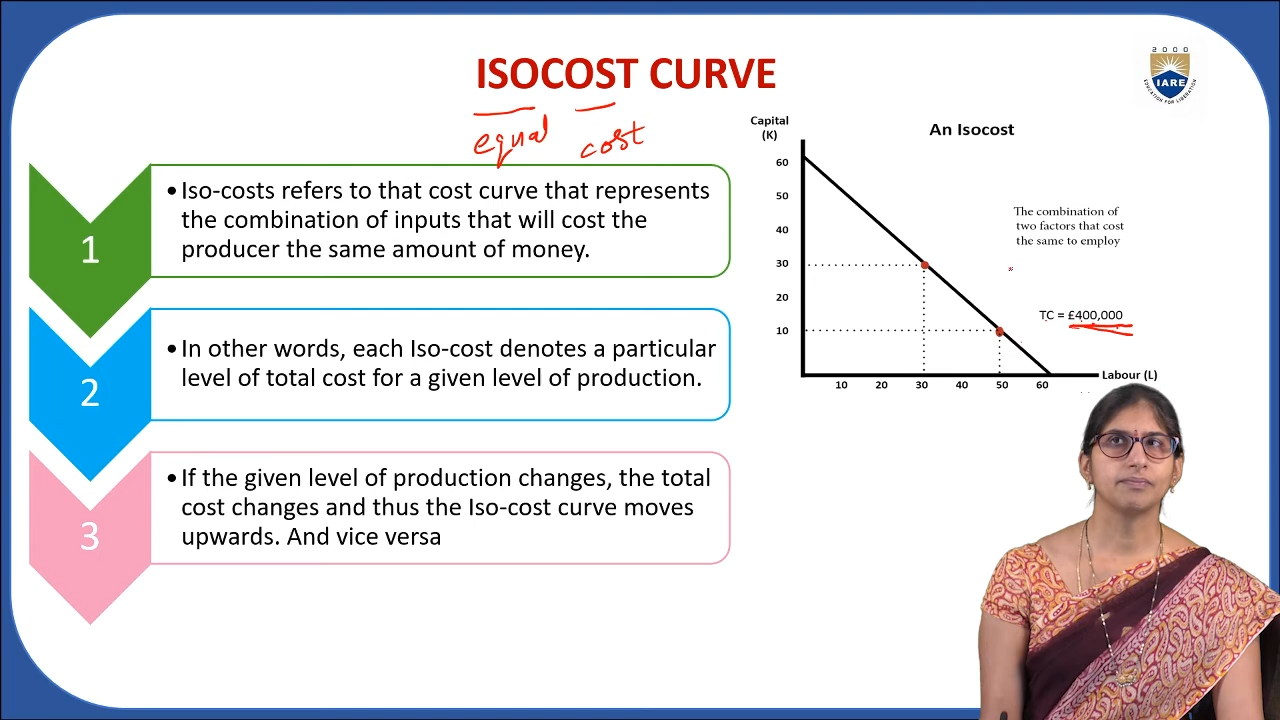 ISOCOST CURVE
equal cost
2000
IARE
EDUCATION FOR LIBERATION
1
•Iso-costs refers to that cost curve that represents
the combination of inputs that will cost the
producer the same amount of money.
2
•In other words, each Iso-cost denotes a particular
level of total cost for a given level of production.
3
•If the given level of production changes, the total
cost changes and thus the Iso-cost curve moves
upwards. And vice versa
An Isocost
Capital
(K)
60
50
40
30
20
10
The combination of
two factors that cost
the same to employ
TC = £400,000
10 20 30 40 50 60
Labour (L)